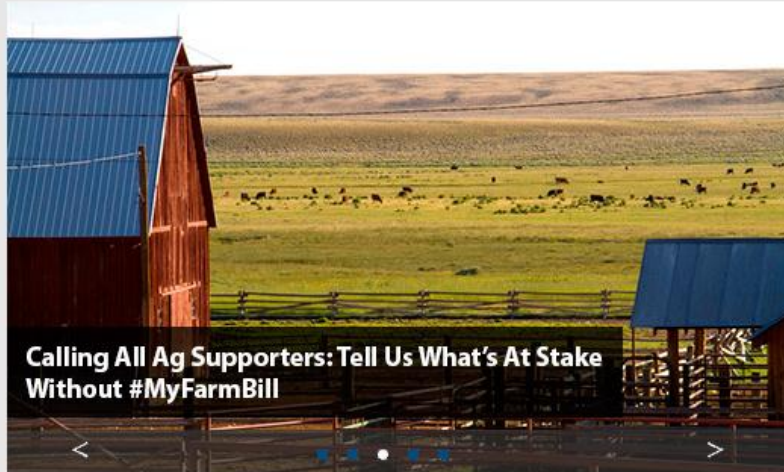 Calling All Ag Supporters: Tell Us What's At Stake
Without #MyFarmBill
< >